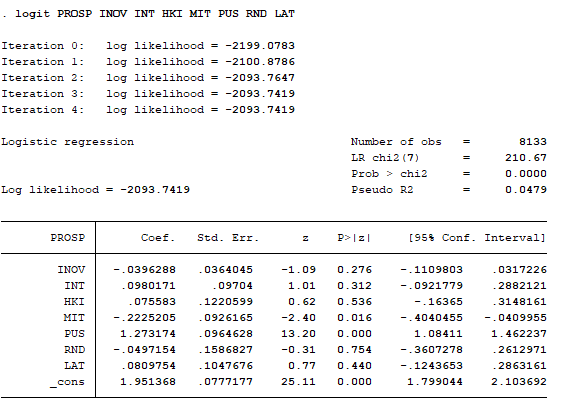 . logit PROSP INOV INT HKI MIT PUS RND LAT
Iteration 0:   log likelihood = -2199.0783
Iteration 1:   log likelihood = -2100.8786
Iteration 2:   log likelihood = -2093.7647
Iteration 3:   log likelihood = -2093.7419
Iteration 4:   log likelihood = -2093.7419
Logistic regression   Number of obs   =   8133
LR chi2(7)   =   210.67
Prob > chi2   =   0.0000
Log likelihood = -2093.7419   Pseudo R2   =   0.0479
PROSP   Coef.   Std. Err.   z   P>|z|   [95% Conf. Interval]
INOV   -.0396288   .0364045   -1.09   0.276   -.1109803   .0317226
INT   .0980171   .09704   1.01   0.312   -.0921779   .2882121
HKI   .075583   .1220599   0.62   0.536   -.16365   .3148161
MIT   -.2225205   .0926165   -2.40   0.016   -.4040455   -.0409955
PUS   1.273174   .0964628   13.20   0.000   1.08411   1.462237
RND   -.0497154   .1586827   -0.31   0.754   -.3607278   .2612971
LAT   .0809754   .1047676   0.77   0.440   -.1243653   .2863161
_cons   1.951368   .0777177   25.11   0.000   1.799044   2.103692